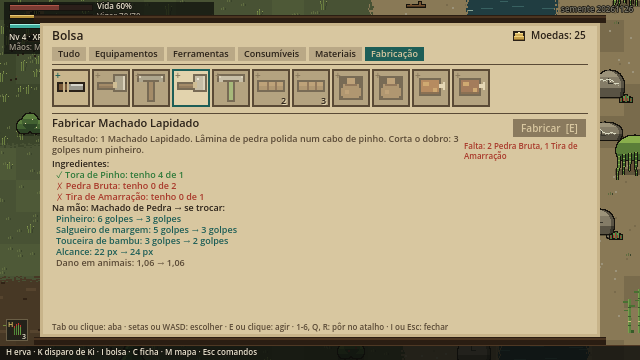 Vida 60%
Vigor 70/70
semente 20261126
Nv 4 · XP
Mãos: M
Bolsa
Moedas: 25
Tudo
Equipamentos
Ferramentas
Consumíveis
Materiais
Fabricação
2
3
Fabricar Machado Lapidado
Fabricar [E]
Resultado: 1 Machado Lapidado. Lâmina de pedra polida num cabo de pinho. Corta o dobro: 3
golpes num pinheiro.
Falta: 2 Pedra Bruta, 1 Tira de
Amarração
Ingredientes:
✓ Tora de Pinho: tenho 4 de 1
✗ Pedra Bruta: tenho 0 de 2
✗ Tira de Amarração: tenho 0 de 1
Na mão: Machado de Pedra → se trocar:
Pinheiro: 6 golpes → 3 golpes
Salgueiro de margem: 5 golpes → 3 golpes
Touceira de bambu: 3 golpes → 2 golpes
Alcance: 22 px → 24 px
Dano em animais: 1,06 → 1,06
Tab ou clique: aba · setas ou WASD: escolher · E ou clique: agir · 1-6, Q, R: pôr no atalho · I ou Esc: fechar
H
3
H erva · K disparo de Ki · I bolsa · C ficha · M mapa · Esc comandos